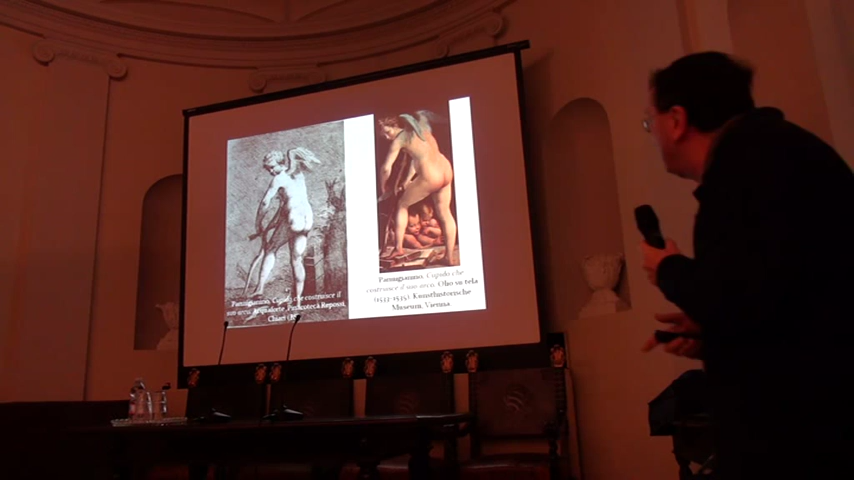 Parmigianino, Cupido che costruisce il
suo arco. Acquaforte. Pinacoteca Repossi,
Chiari
Parmigianino, Cupido che
costruisce il suo arco. Olio su tela
(1533-1535). Kunsthistorische
Museum, Vienna